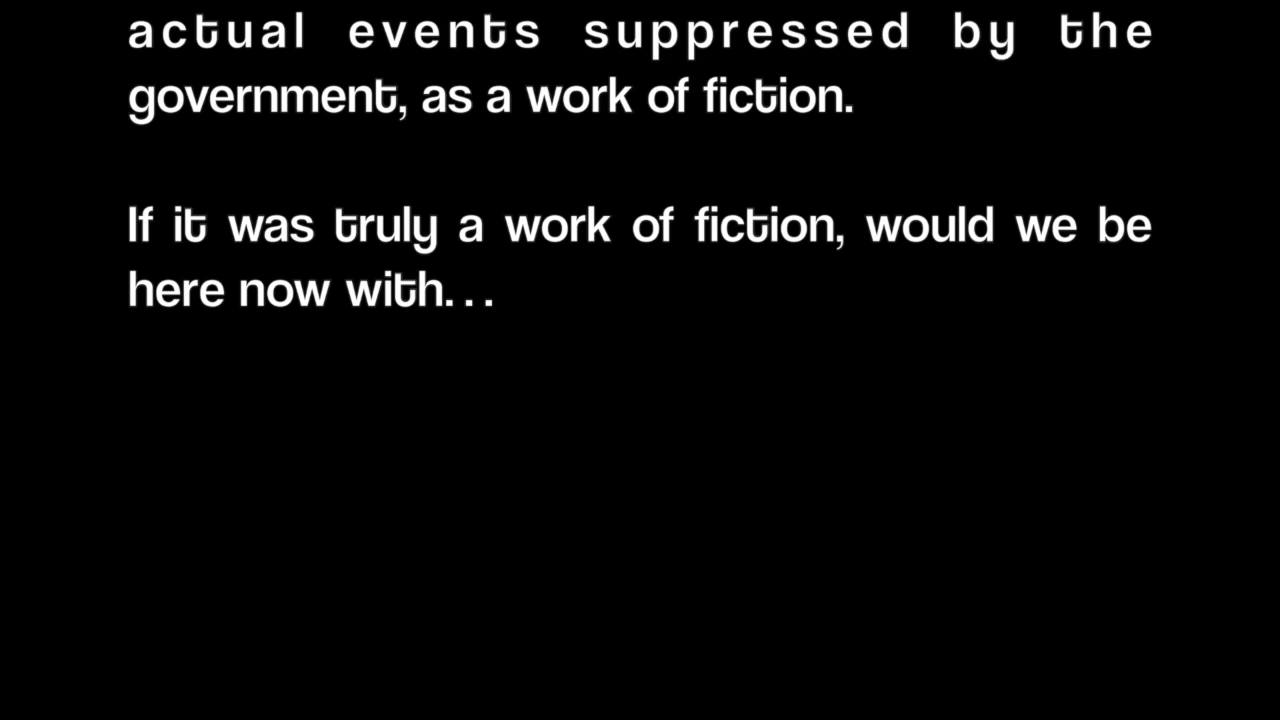 actual events suppressed by the
government, as a work of fiction.
If it was truly a work of fiction, would we be
here now with...